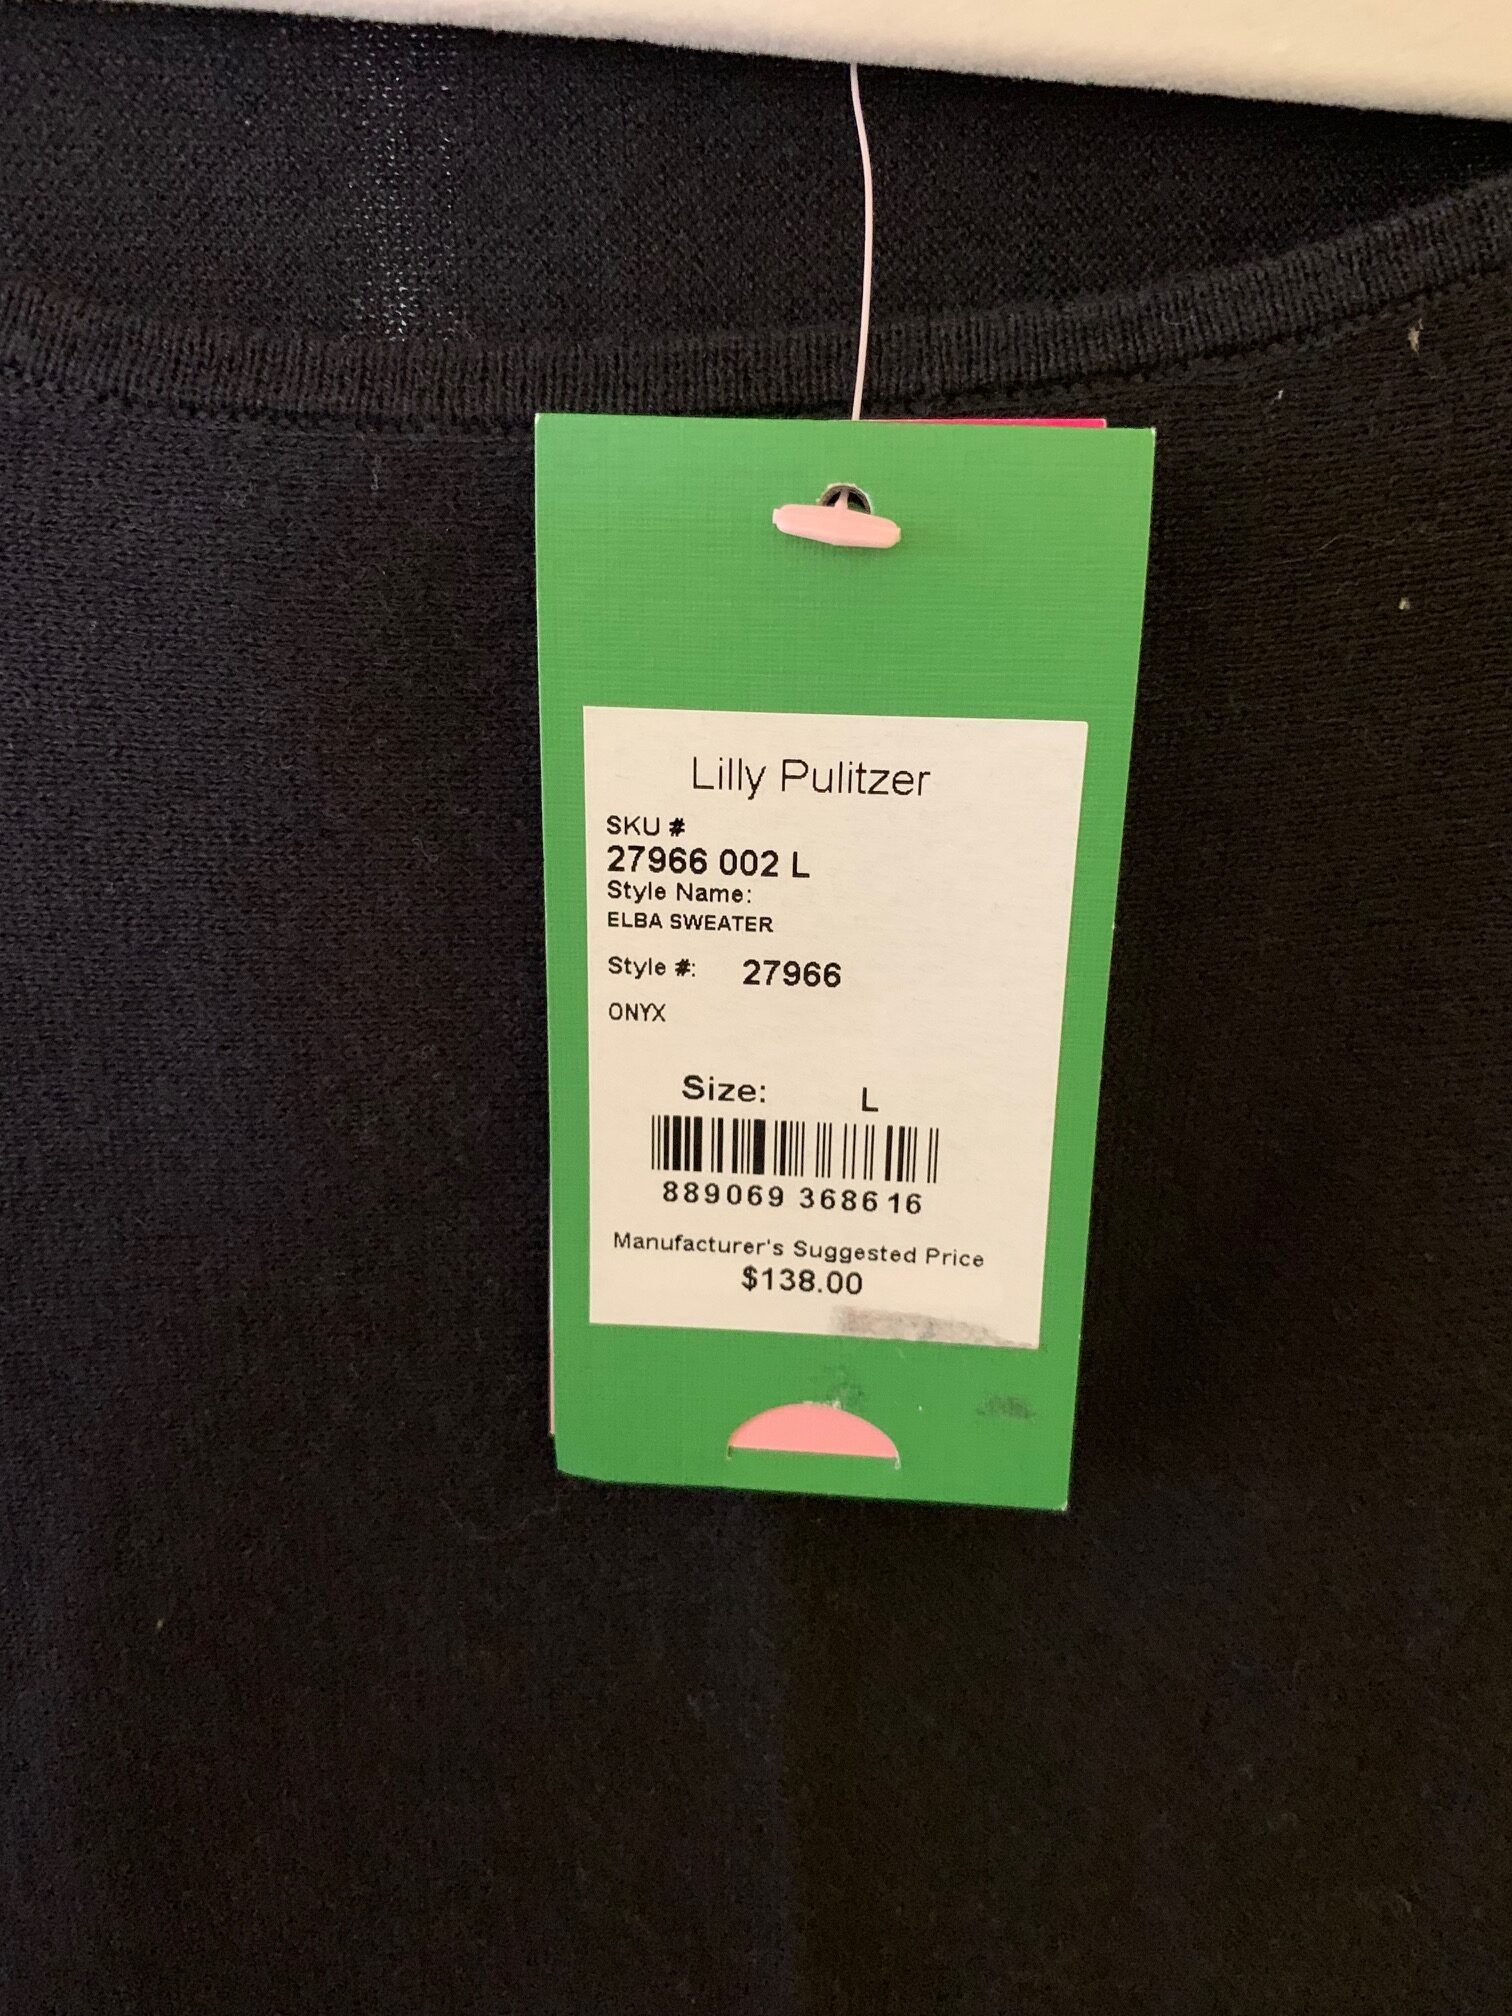 Lilly Pulitzer
SKU #
27966 002 L
Style Name:
ELBA SWEATER
Style #: 27966
ONYX
Size: L
889069 368616
Manufacturer's Suggested Price
$138.00